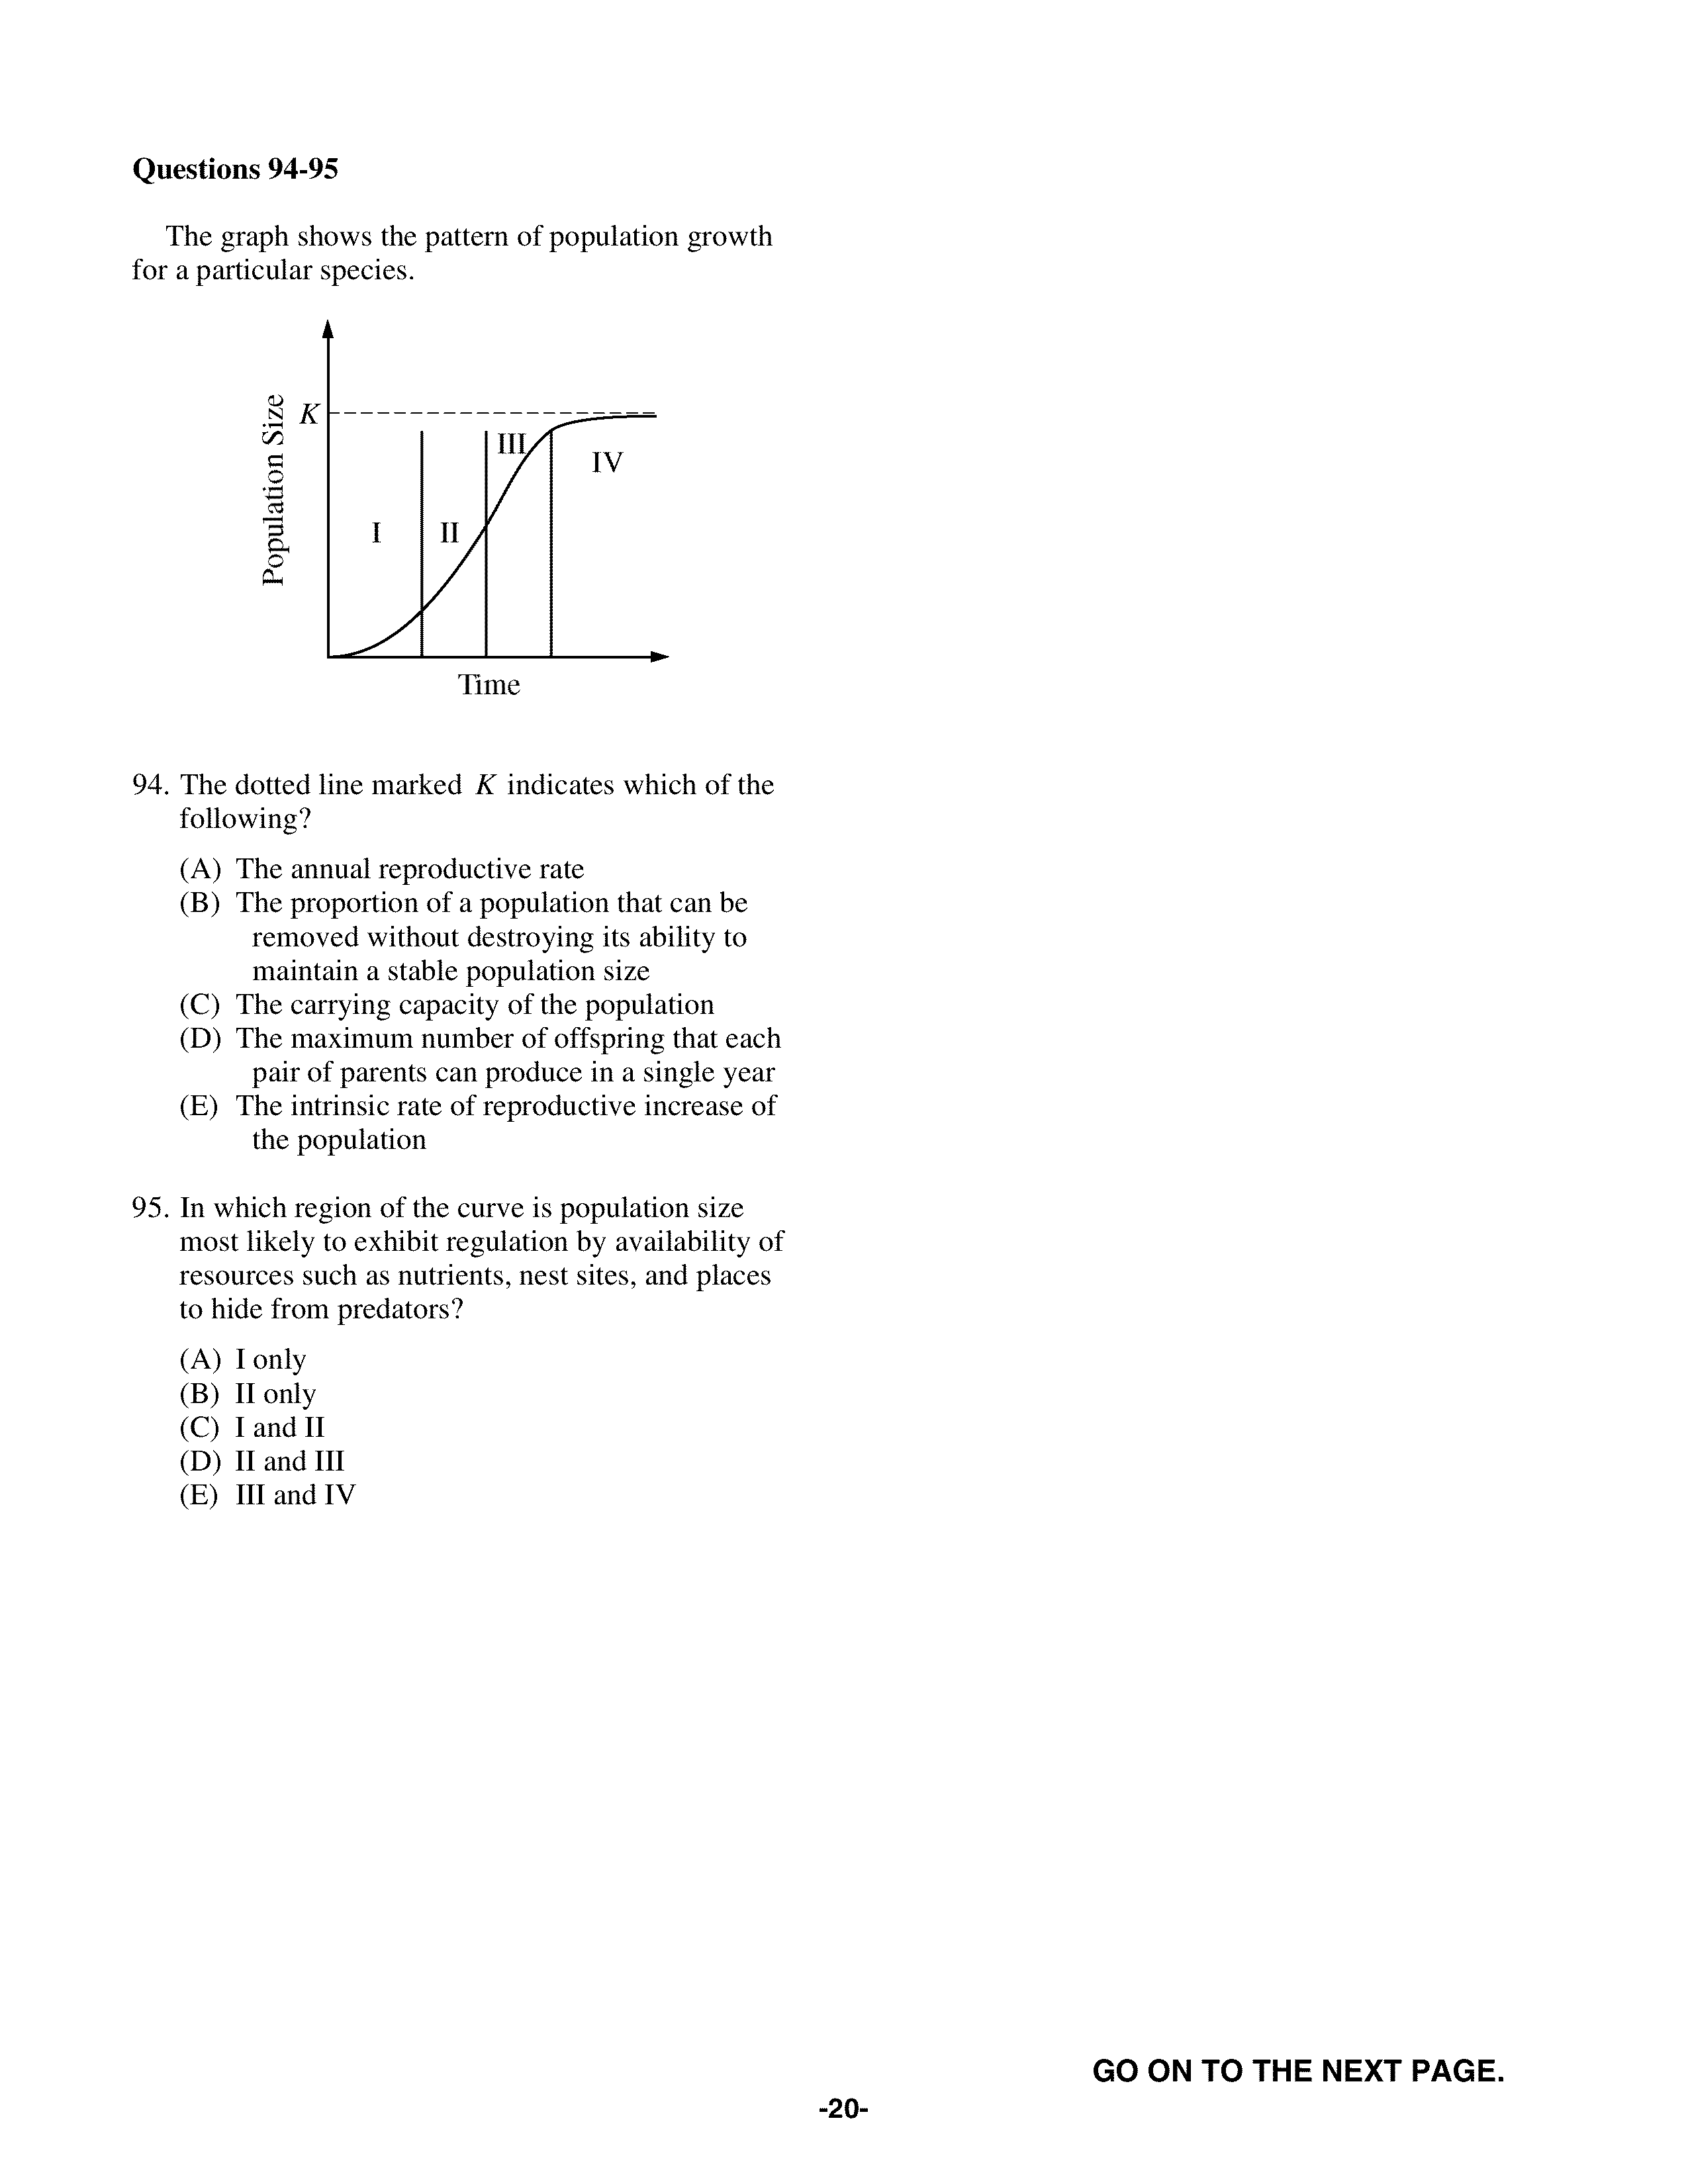 Questions 94-95
The graph shows the pattern of population growth
for a particular species.
Population Size
K
III
IV
I
II
Time
94. The dotted line marked K indicates which of the
following?
(A) The annual reproductive rate
(B) The proportion of a population that can be
removed without destroying its ability to
maintain a stable population size
(C) The carrying capacity of the population
(D) The maximum number of offspring that each
pair of parents can produce in a single year
(E) The intrinsic rate of reproductive increase of
the population
95. In which region of the curve is population size
most likely to exhibit regulation by availability of
resources such as nutrients, nest sites, and places
to hide from predators?
(A) I only
(B) II only
(C) I and II
(D) II and III
(E) III and IV
GO ON TO THE NEXT PAGE.
-20-